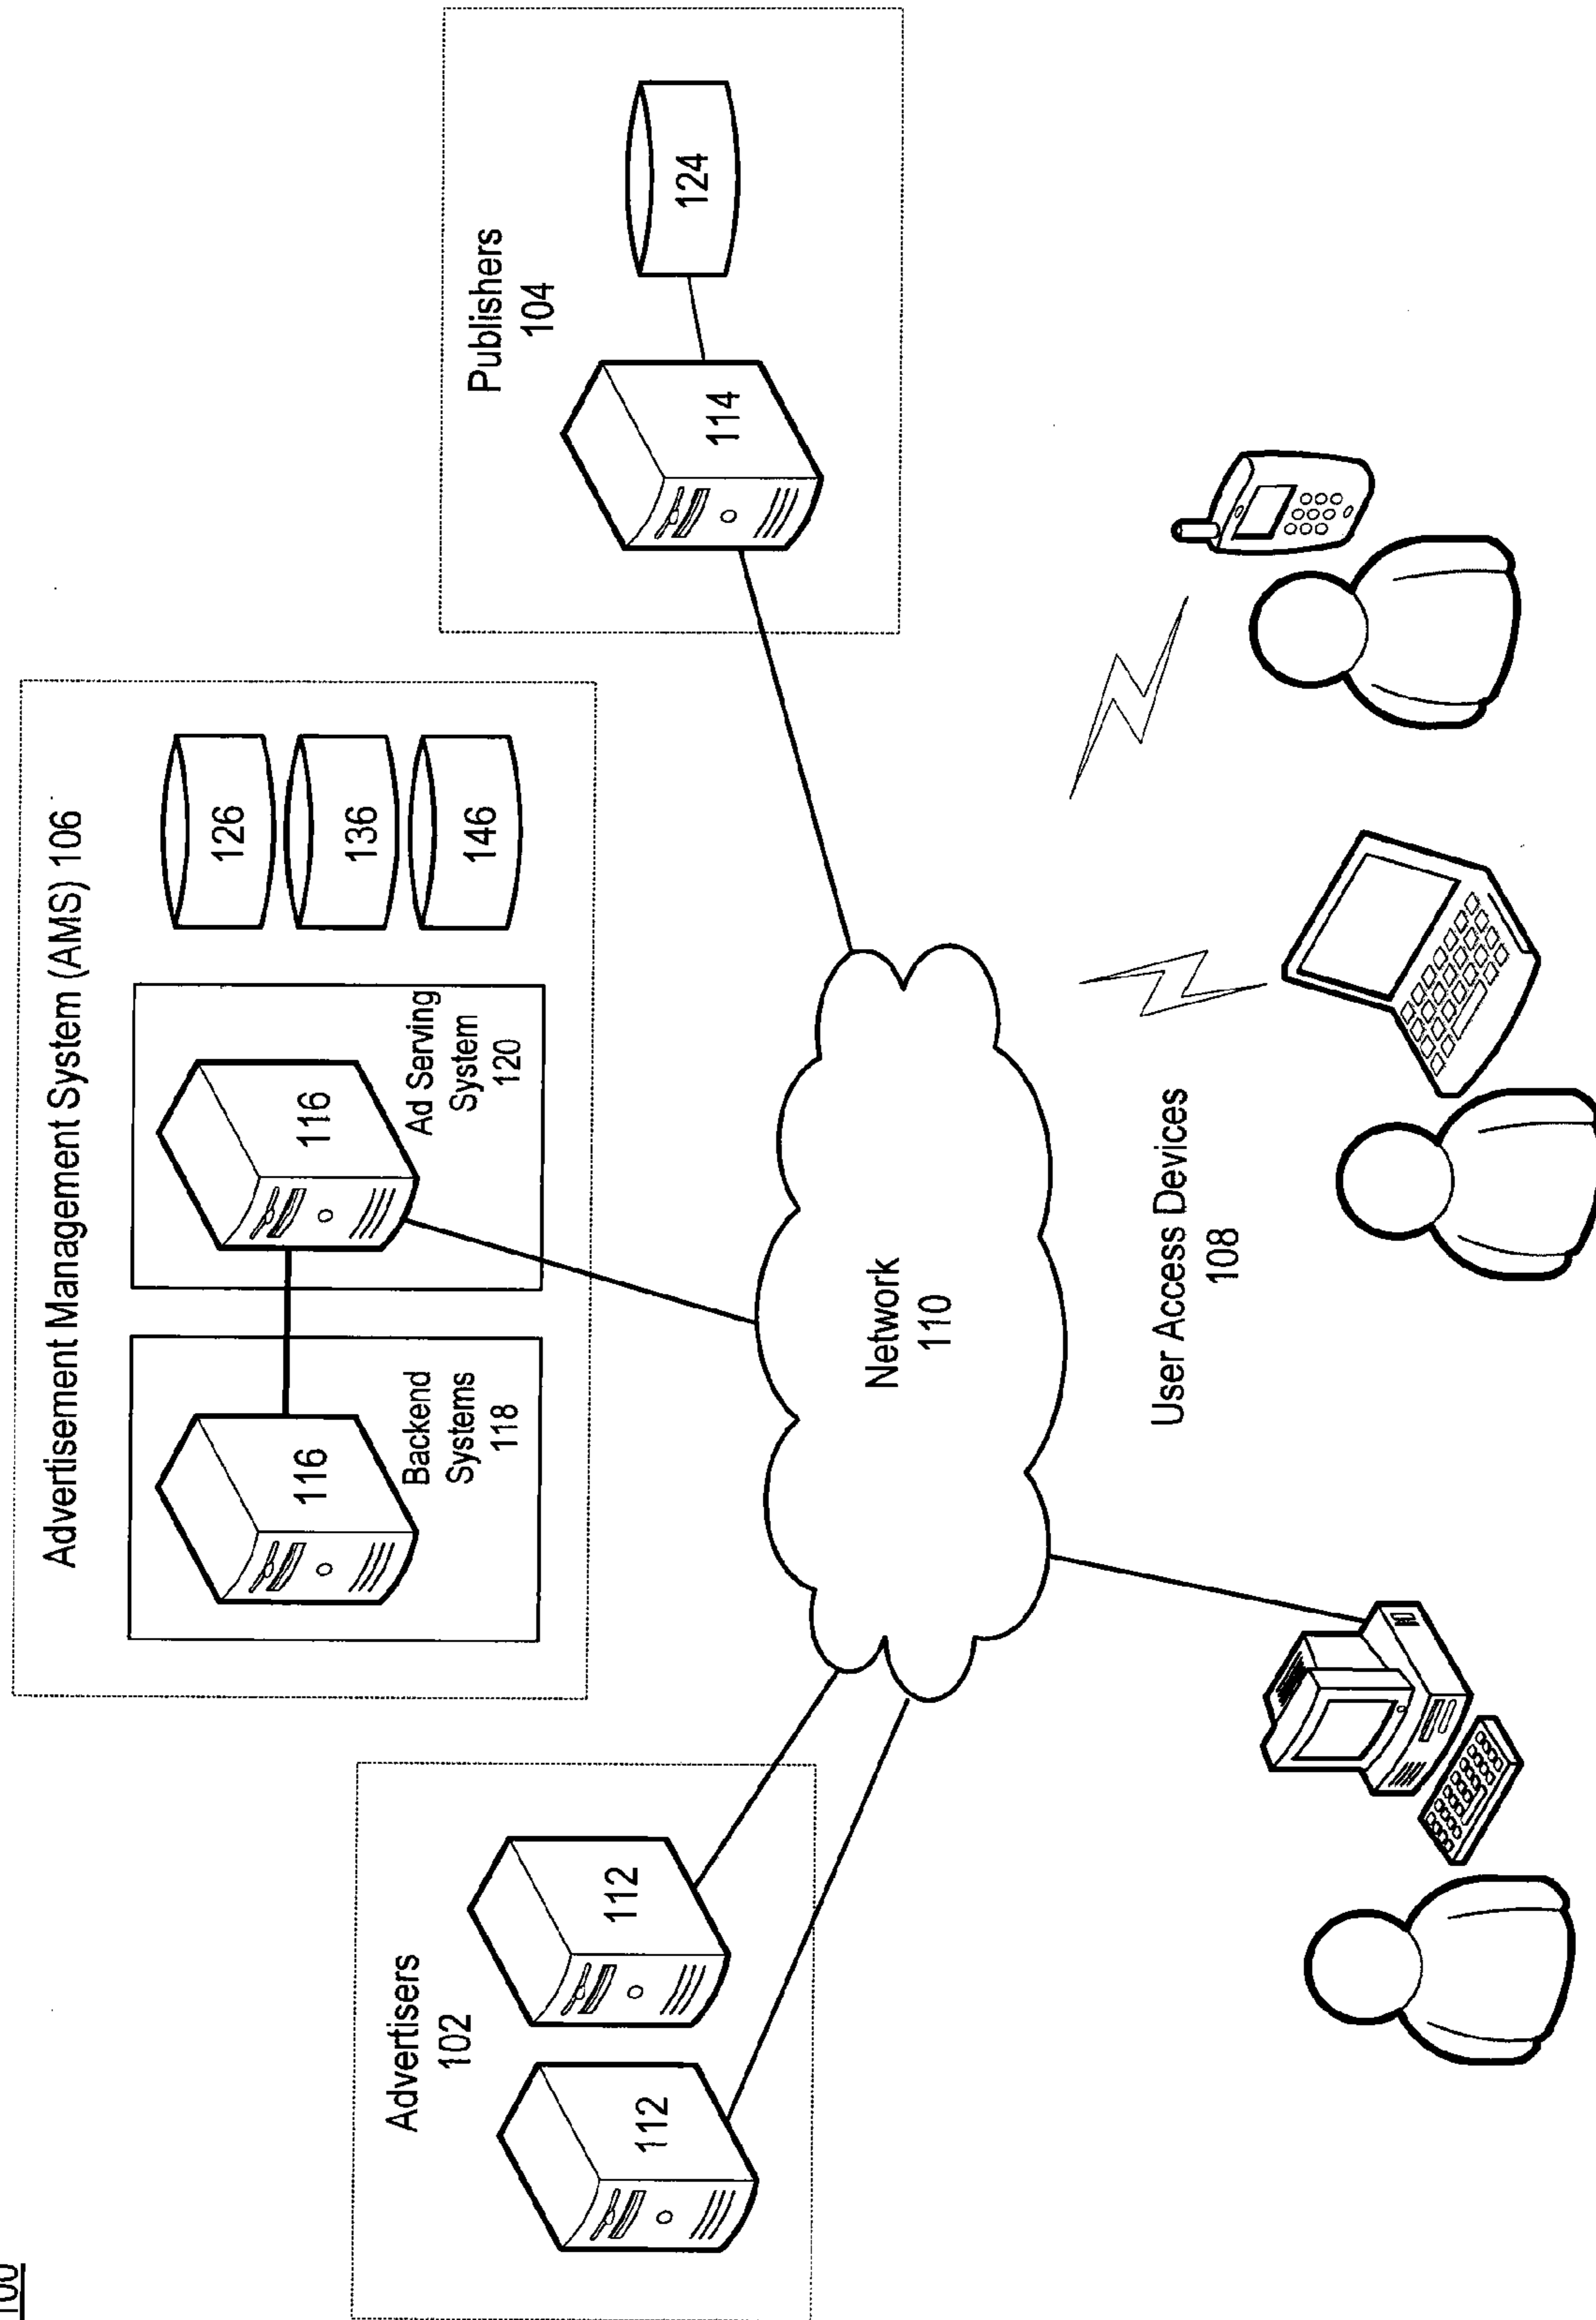 100
Advertisement Management System (AMS) 106
116
Backend
Systems
118
116
Ad Serving
System
120
126
136
146
Advertisers
102
112
112
Publishers
104
114
124
Network
110
User Access Devices
108